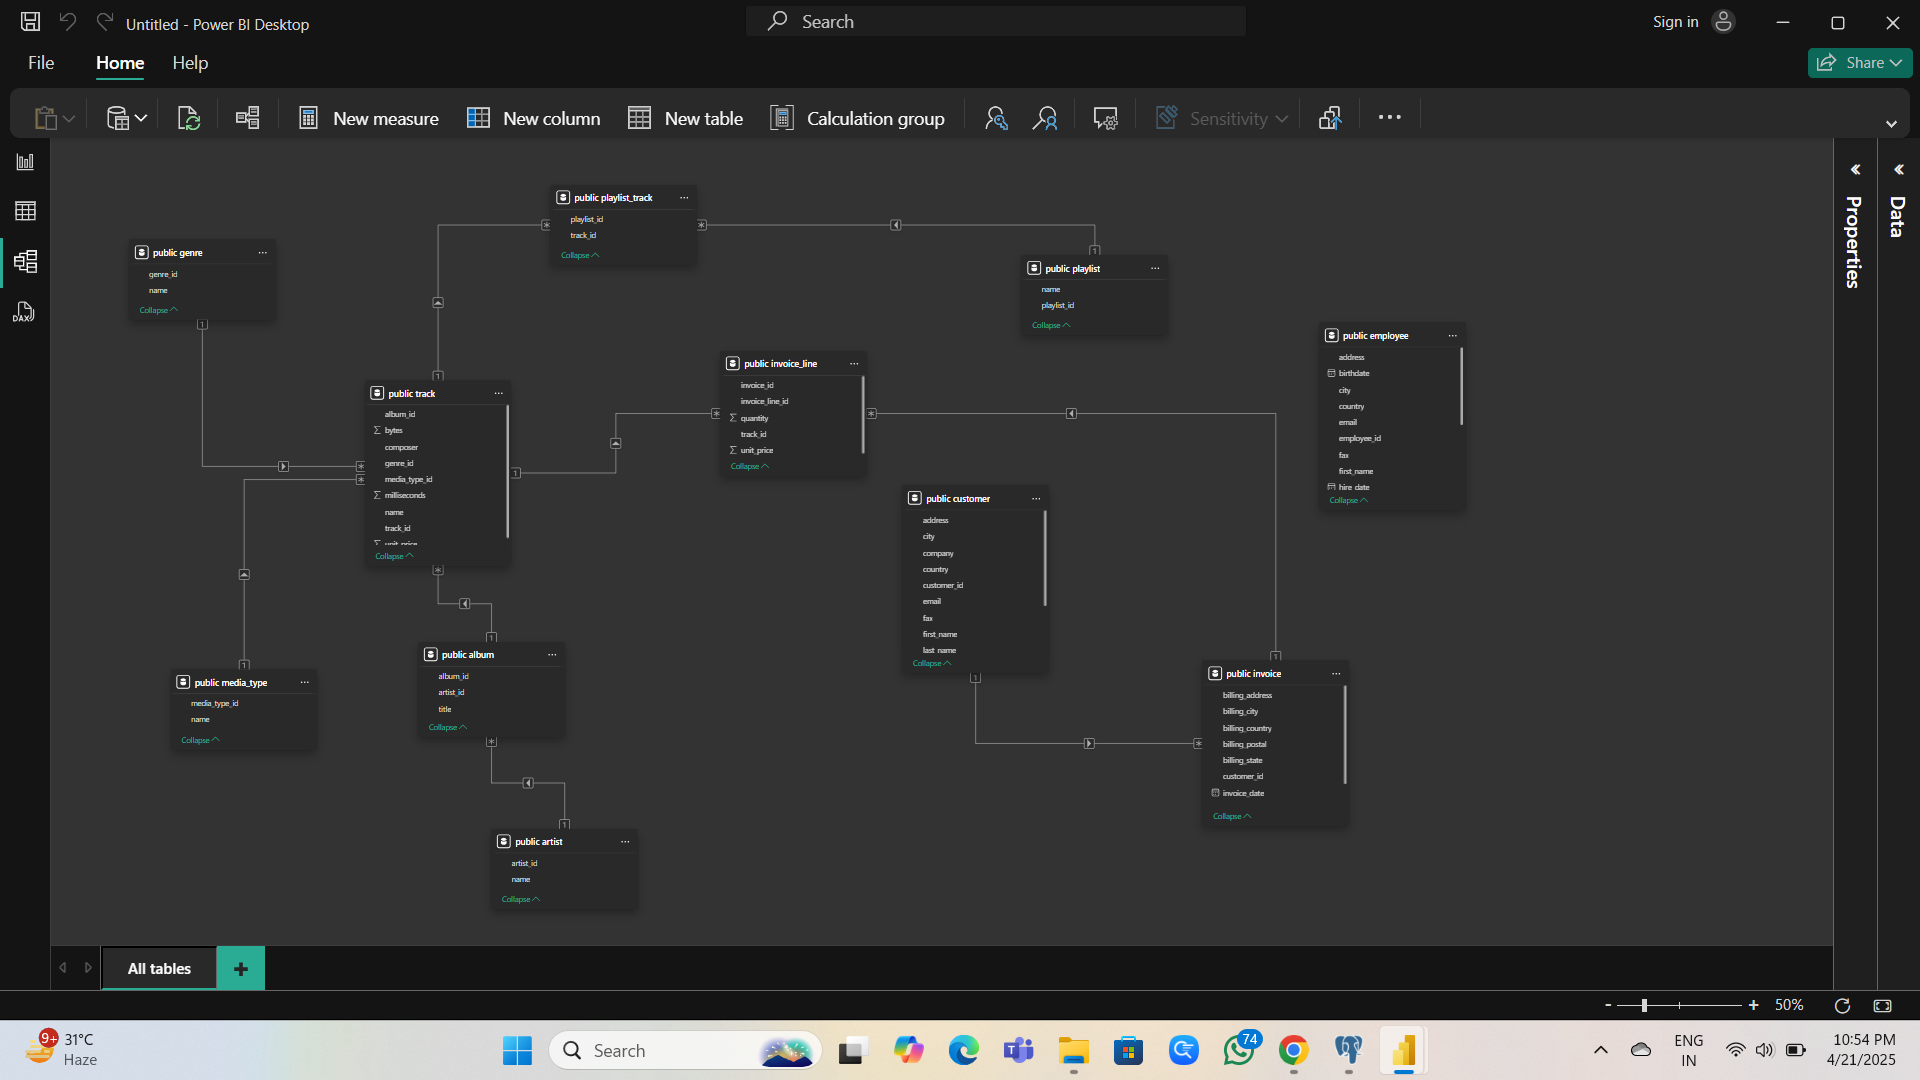 Untitled - Power BI Desktop
Search
Sign in
File
Home
Help
Share
New measure
New column
New table
Calculation group
Sensitivity
Properties
Data
DAX
public playlist_track
playlist_id
track_id
Collapse
public genre
genre_id
name
Collapse
public playlist
name
playlist_id
Collapse
public employee
address
birthdate
city
country
email
employee_id
fax
first_name
hire_date
Collapse
public invoice_line
invoice_id
invoice_line_id
quantity
track_id
unit_price
Collapse
public track
album_id
bytes
composer
genre_id
media_type_id
milliseconds
name
track_id
unit_price
Collapse
public customer
address
city
company
country
customer_id
email
fax
first_name
last_name
Collapse
public album
album_id
artist_id
title
Collapse
public media_type
media_type_id
name
Collapse
public invoice
billing_address
billing_city
billing_country
billing_postal
billing_state
customer_id
invoice_date
Collapse
public artist
artist_id
name
Collapse
All tables
50%
9+
31°C
Haze
Search
74
ENG
IN
10:54 PM
4/21/2025